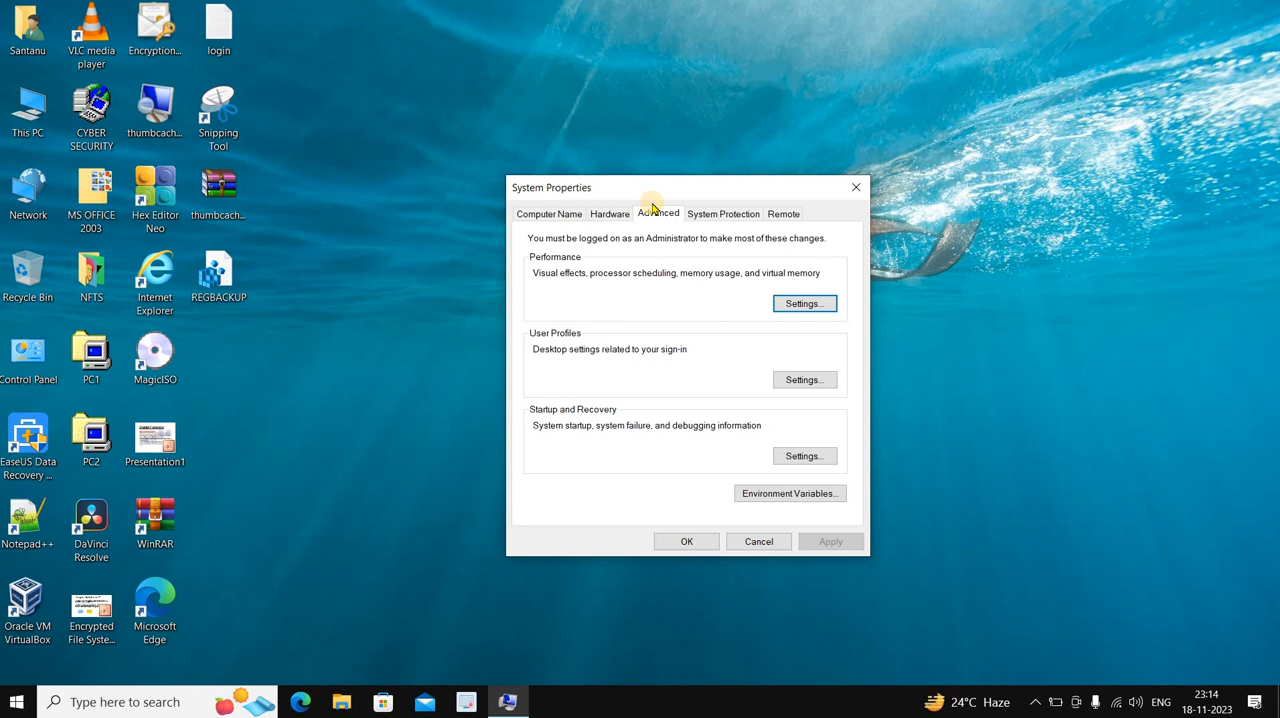 Santanu
VLC media
player
Encryption...
login
This PC
CYBER
SECURITY
thumbcach...
Snipping
Tool
Network
MS OFFICE
2003
Hex Editor
Neo
thumbcach...
Recycle Bin
NFTS
Internet
Explorer
REGBACKUP
Control Panel
PC1
MagicISO
EaseUS Data
Recovery ...
PC2
Presentation1
Notepad++
DaVinci
Resolve
WinRAR
Oracle VM
VirtualBox
Encrypted
File Syste...
Microsoft
Edge
System Properties
Computer Name
Hardware
Advanced
System Protection
Remote
You must be logged on as an Administrator to make most of these changes.
Performance
Visual effects, processor scheduling, memory usage, and virtual memory
Settings...
User Profiles
Desktop settings related to your sign-in
Settings...
Startup and Recovery
System startup, system failure, and debugging information
Settings...
Environment Variables...
OK
Cancel
Apply
Type here to search
24°C Haze
ENG
23:14
18-11-2023